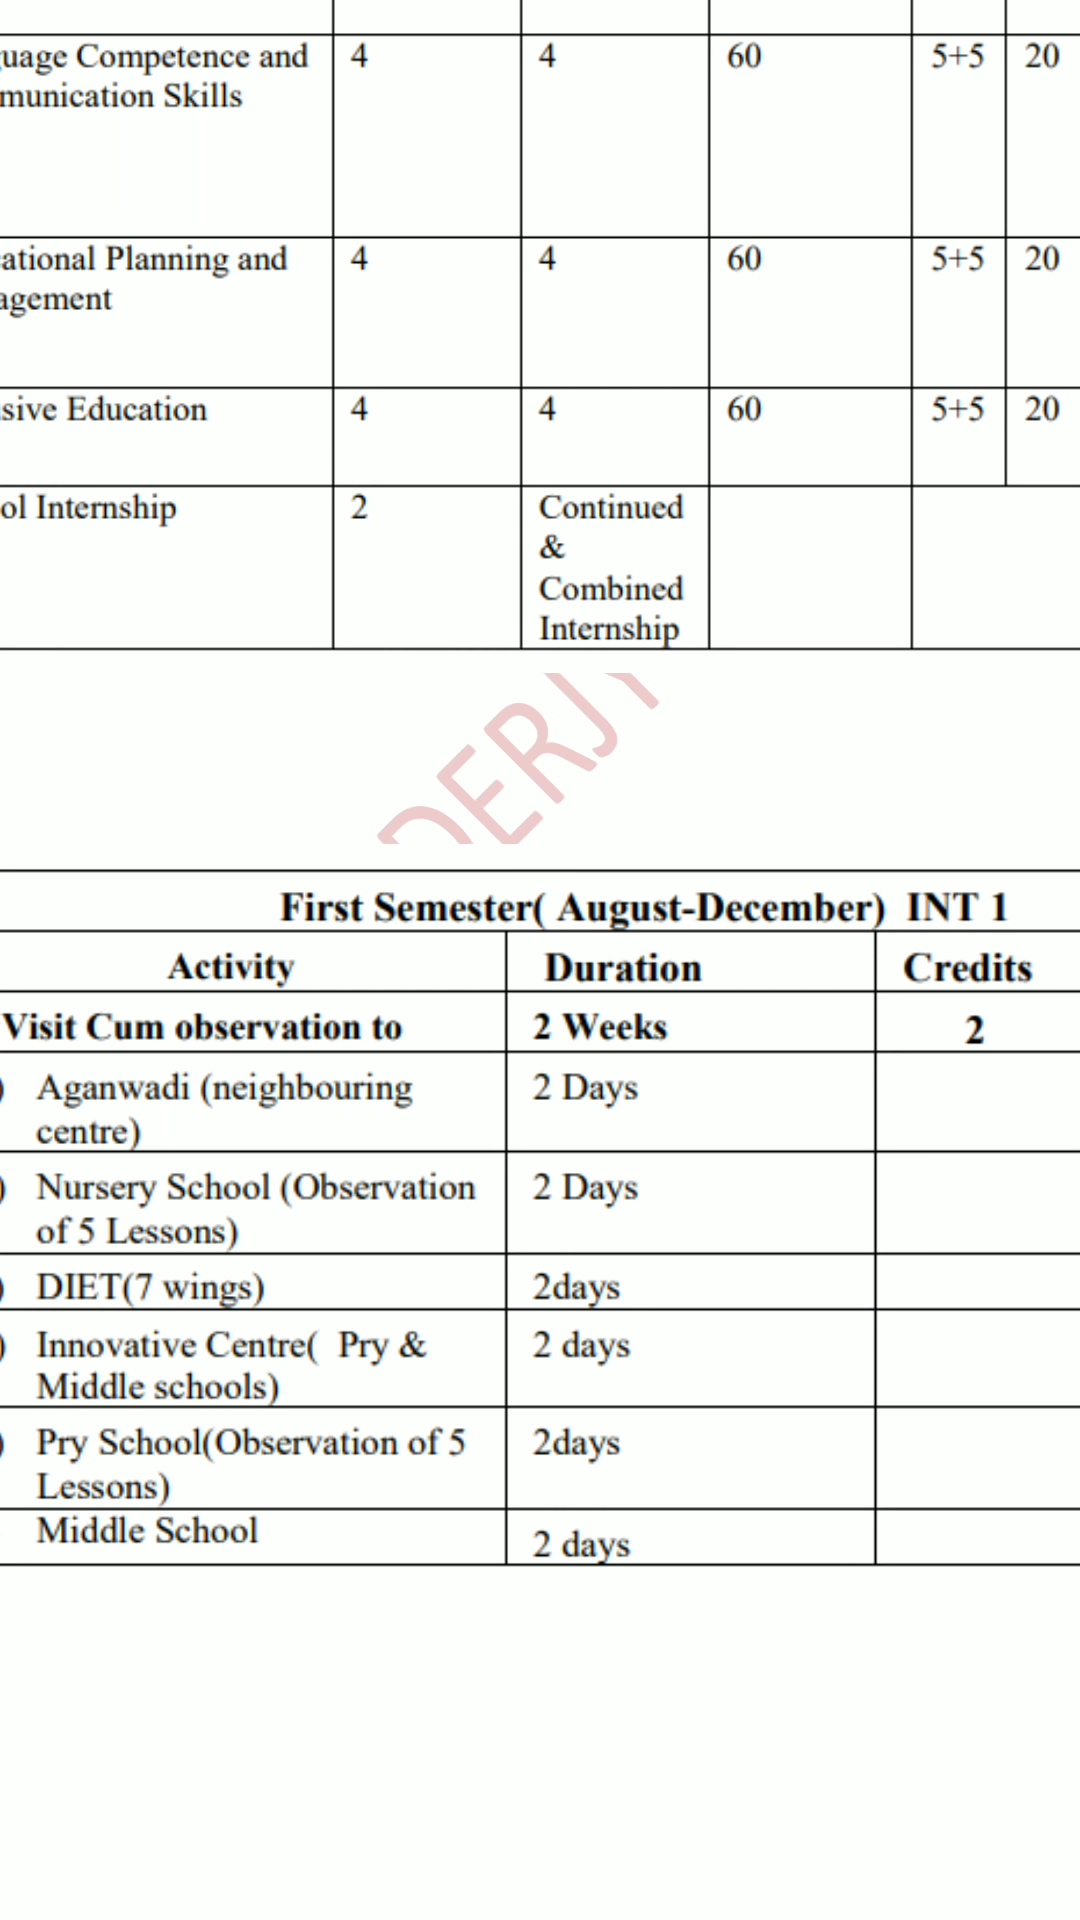 uage Competence and 4 4 60 5+5 20
munication Skills
ational Planning and 4 4 60 5+5 20
agement
sive Education 4 4 60 5+5 20
ol Internship 2 Continued
&
Combined
Internship
DERJY
First Semester( August-December) INT 1
Activity Duration Credits
Visit Cum observation to 2 Weeks 2
) Aganwadi (neighbouring 2 Days
centre)
) Nursery School (Observation 2 Days
of 5 Lessons)
) DIET(7 wings) 2days
) Innovative Centre( Pry & 2 days
Middle schools)
) Pry School(Observation of 5 2days
Lessons)
Middle School 2 days